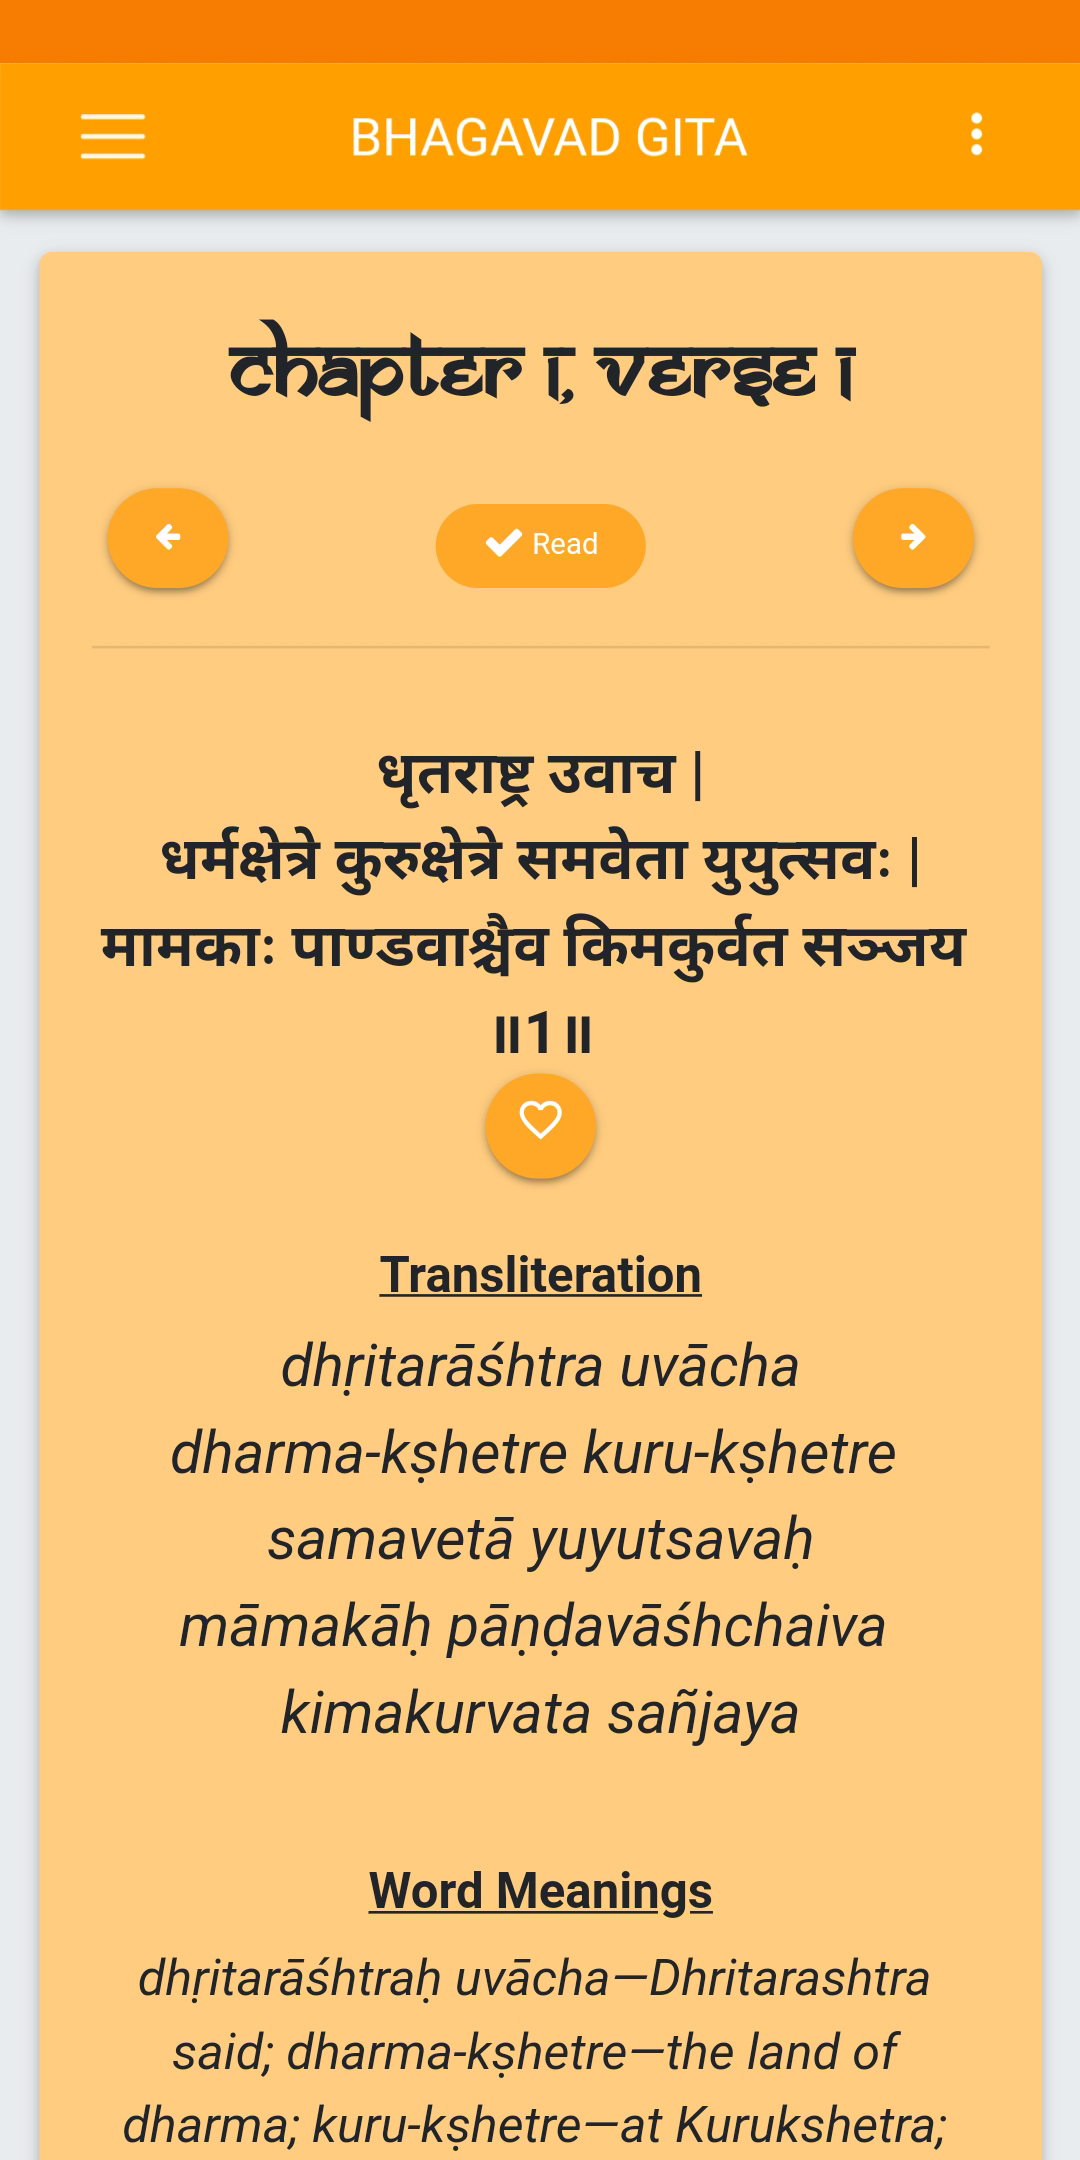 BHAGAVAD GITA
Chapter 1, Verse 1
Read
धृतराष्ट्र उवाच |
धर्मक्षेत्रे कुरुक्षेत्रे समवेता युयुत्सवः |
मामकाः पाण्डवाश्चैव किमकुर्वत सञ्जय
॥1॥
Transliteration
dhṛitarāśhtra uvācha
dharma-kṣhetre kuru-kṣhetre
samavetā yuyutsavaḥ
māmakāḥ pāṇḍavāśhchaiva
kimakurvata sañjaya
Word Meanings
dhṛitarāśhtraḥ uvācha—Dhritarashtra
said; dharma-kṣhetre—the land of
dharma; kuru-kṣhetre—at Kurukshetra;